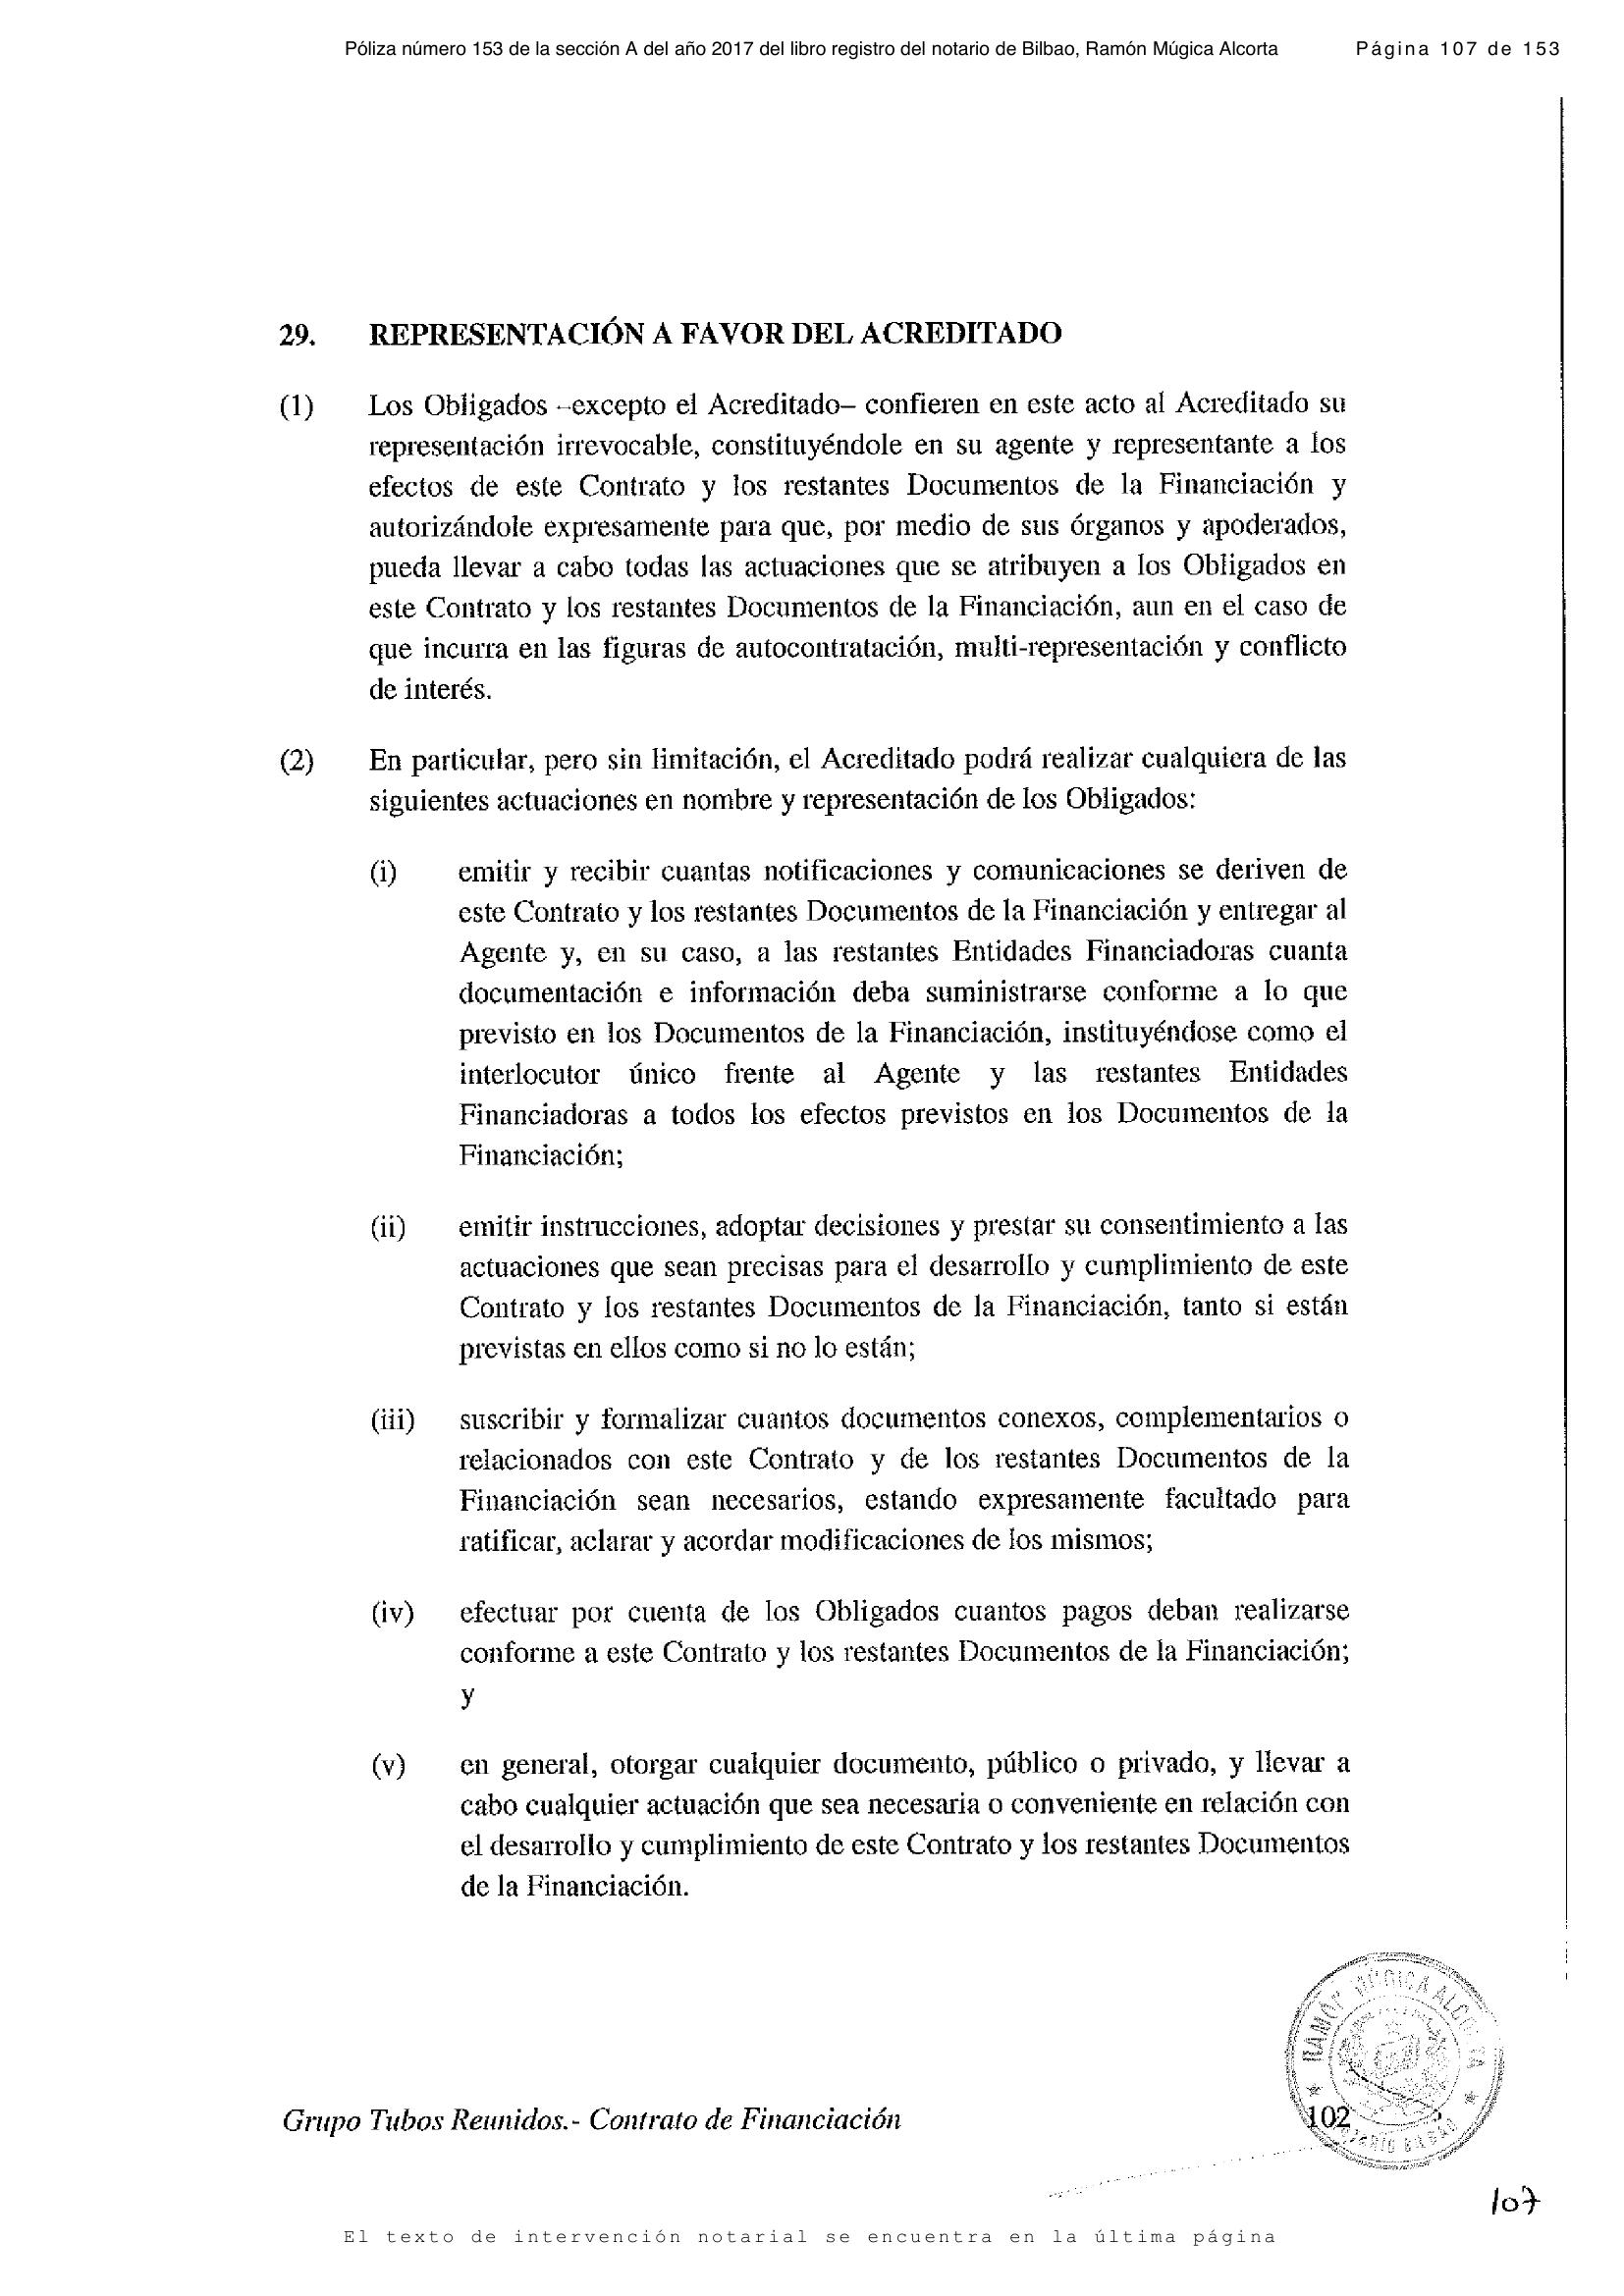 Póliza número 153 de la sección A del año 2017 del libro registro del notario de Bilbao, Ramón Múgica Alcorta Página 107 de 153
29. REPRESENTACIÓN A FAVOR DEL ACREDITADO
(1) Los Obligados –excepto el Acreditado– confieren en este acto al Acreditado su
representación irrevocable, constituyéndole en su agente y representante a los
efectos de este Contrato y los restantes Documentos de la Financiación y
autorizándole expresamente para que, por medio de sus órganos y apoderados,
pueda llevar a cabo todas las actuaciones que se atribuyen a los Obligados en
este Contrato y los restantes Documentos de la Financiación, aun en el caso de
que incurra en las figuras de autocontratación, multi-representación y conflicto
de interés.
(2) En particular, pero sin limitación, el Acreditado podrá realizar cualquiera de las
siguientes actuaciones en nombre y representación de los Obligados:
(i) emitir y recibir cuantas notificaciones y comunicaciones se deriven de
este Contrato y los restantes Documentos de la Financiación y entregar al
Agente y, en su caso, a las restantes Entidades Financiadoras cuanta
documentación e información deba suministrarse conforme a lo que
previsto en los Documentos de la Financiación, instituyéndose como el
interlocutor único frente al Agente y las restantes Entidades
Financiadoras a todos los efectos previstos en los Documentos de la
Financiación;
(ii) emitir instrucciones, adoptar decisiones y prestar su consentimiento a las
actuaciones que sean precisas para el desarrollo y cumplimiento de este
Contrato y los restantes Documentos de la Financiación, tanto si están
previstas en ellos como si no lo están;
(iii) suscribir y formalizar cuantos documentos conexos, complementarios o
relacionados con este Contrato y de los restantes Documentos de la
Financiación sean necesarios, estando expresamente facultado para
ratificar, aclarar y acordar modificaciones de los mismos;
(iv) efectuar por cuenta de los Obligados cuantos pagos deban realizarse
conforme a este Contrato y los restantes Documentos de la Financiación;
y
(v) en general, otorgar cualquier documento, público o privado, y llevar a
cabo cualquier actuación que sea necesaria o conveniente en relación con
el desarrollo y cumplimiento de este Contrato y los restantes Documentos
de la Financiación.
RAMÓN MÚGICA
Grupo Tubos Reunidos.- Contrato de Financiación 102
107
El texto de intervención notarial se encuentra en la última página